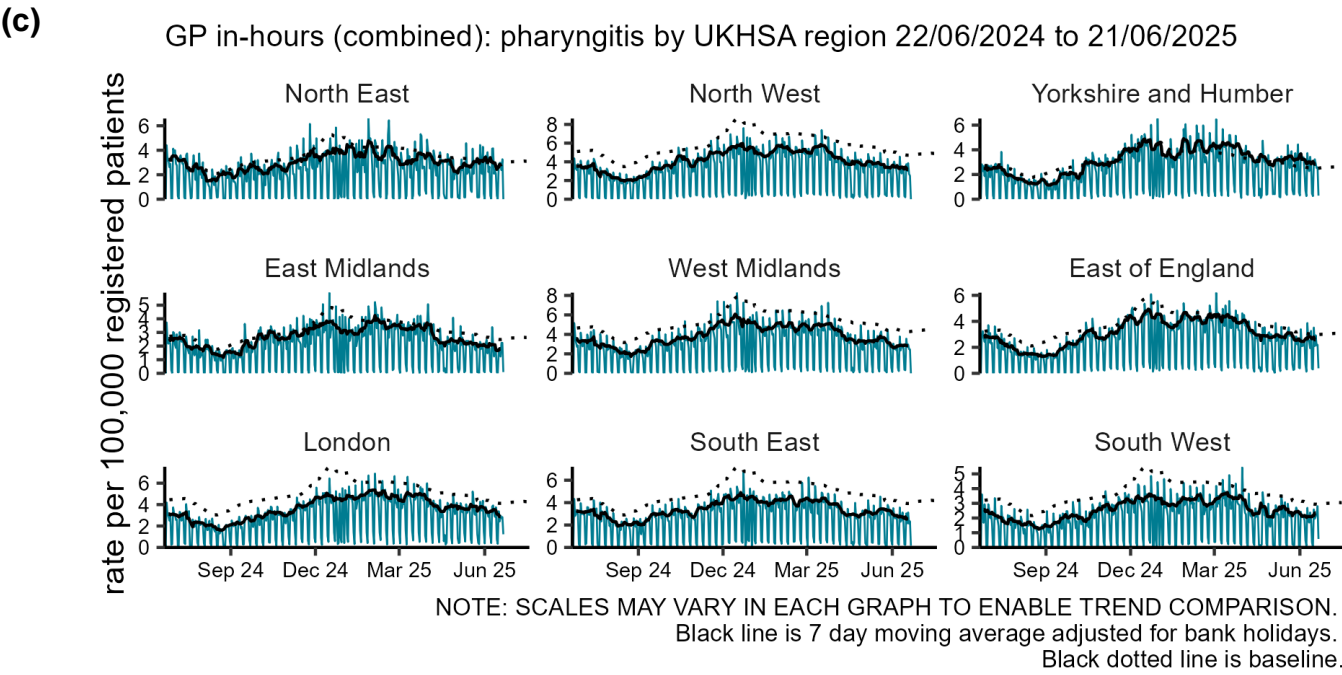 (c)
GP in-hours (combined): pharyngitis by UKHSA region 22/06/2024 to 21/06/2025
rate per 100,000 registered patients
North East
6
4
2
0
North West
8
6
4
2
0
Yorkshire and Humber
6
4
2
0
East Midlands
5
4
3
2
1
0
West Midlands
8
6
4
2
0
East of England
6
4
2
0
London
6
4
2
0
South East
6
4
2
0
South West
5
4
3
2
1
0
Sep 24 Dec 24 Mar 25 Jun 25
Sep 24 Dec 24 Mar 25 Jun 25
Sep 24 Dec 24 Mar 25 Jun 25
NOTE: SCALES MAY VARY IN EACH GRAPH TO ENABLE TREND COMPARISON.
Black line is 7 day moving average adjusted for bank holidays.
Black dotted line is baseline.